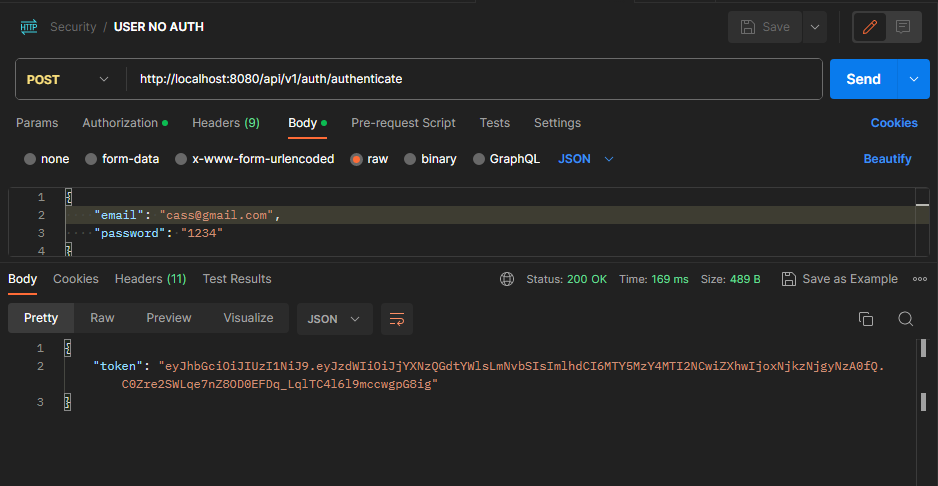 HTTP Security / USER NO AUTH Save
POST http://localhost:8080/api/v1/auth/authenticate Send
Params Authorization Headers (9) Body Pre-request Script Tests Settings Cookies
none form-data x-www-form-urlencoded raw binary GraphQL JSON Beautify
1 {
2 "email": "cass@gmail.com",
3 "password": "1234"
4 }
Body Cookies Headers (11) Test Results Status: 200 OK Time: 169 ms Size: 489 B Save as Example
Pretty Raw Preview Visualize JSON
1 {
2 "token": "eyJhbGciOiJIUzI1NiJ9.eyJzdWIiOiJjYXNzQGdtYWlsLmNvbSIsImlhdCI6MTY5MzY4MTI2NCwiZXhwIjoxNjkzNjgyNzA0fQ.
C0Zre2SWLqe7nZ8OD0EFDq_LqlTC4l6l9mccwgpG8ig"
3 }